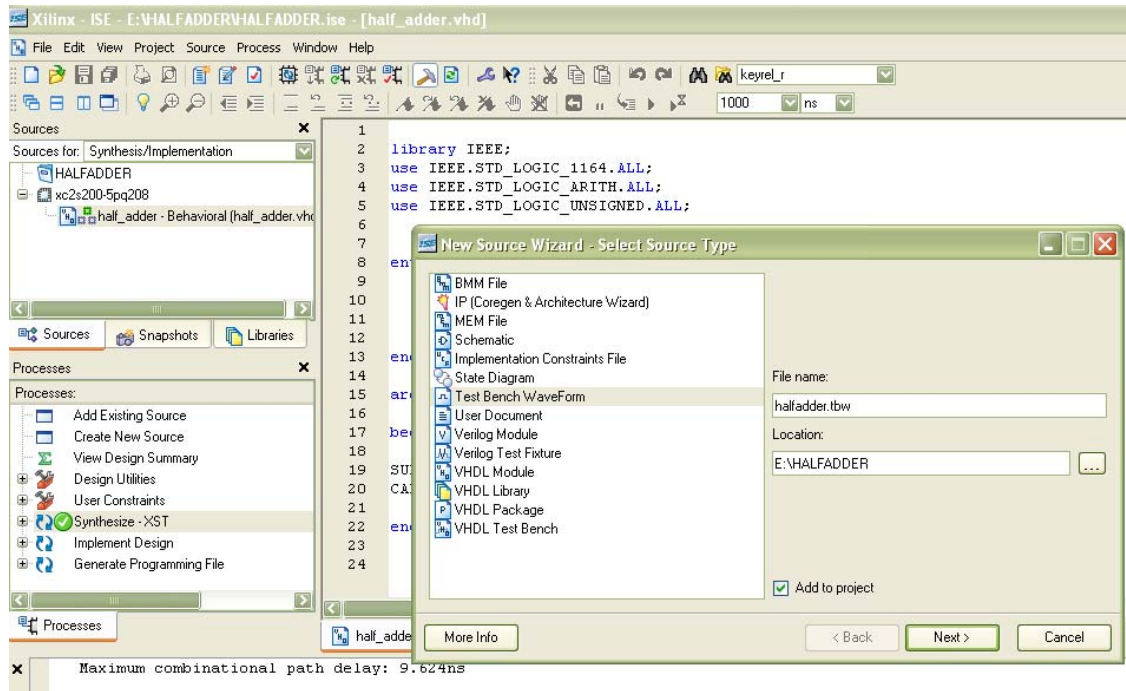 Xilinx - ISE - E:\HALFADDER\HALFADDER.ise - [half_adder.vhd]
File Edit View Project Source Process Window Help
keyrel_r
1000 ns
Sources
Sources for: Synthesis/Implementation
HALFADDER
xc2s200-5pq208
half_adder - Behavioral (half_adder.vhd
Sources Snapshots Libraries
Processes
Processes:
Add Existing Source
Create New Source
View Design Summary
Design Utilities
User Constraints
Synthesize - XST
Implement Design
Generate Programming File
Processes
1
2 library IEEE;
3 use IEEE.STD_LOGIC_1164.ALL;
4 use IEEE.STD_LOGIC_ARITH.ALL;
5 use IEEE.STD_LOGIC_UNSIGNED.ALL;
6
7
8 en
9
10
11
12
13 en
14
15 ar
16
17 be
18
19 SU
20 CA
21
22 en
23
24
half_adde
New Source Wizard - Select Source Type
BMM File
IP (Coregen & Architecture Wizard)
MEM File
Schematic
Implementation Constraints File
State Diagram
Test Bench WaveForm
User Document
Verilog Module
Verilog Test Fixture
VHDL Module
VHDL Library
VHDL Package
VHDL Test Bench
File name:
halfadder.tbw
Location:
E:\HALFADDER
...
Add to project
More Info < Back Next > Cancel
Maximum combinational path delay: 9.624ns